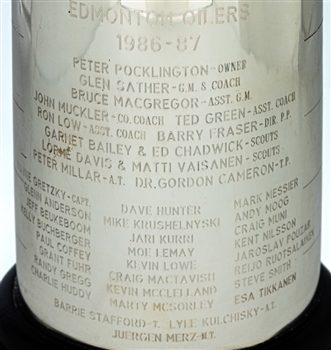 EDMONTON OILERS
1986-87
PETER POCKLINGTON-OWNER
GLEN SATHER-G.M. & COACH
BRUCE MACGREGOR-ASST. G.M.
JOHN MUCKLER-CO. COACH TED GREEN-ASST. COACH
RON LOW-ASST. COACH BARRY FRASER-DIR. P.P.
GARNET BAILEY & ED CHADWICK-SCOUTS
LORNE DAVIS & MATTI VAISANEN-SCOUTS
PETER MILLAR-A.T. DR. GORDON CAMERON-T.P.
GRETZKY-CAPT. DAVE HUNTER MARK MESSIER
GLENN ANDERSON MIKE KRUSHELNYSKI ANDY MOOG
JEFF BEUKEBOOM JARI KURRI CRAIG MUNI
KELLY BUCHBERGER MOE LEMAY KENT NILSSON
PAUL COFFEY KEVIN LOWE JAROSLAV POUZAR
GRANT FUHR CRAIG MACTAVISH REIJO RUOTSALAINEN
RANDY GREGG KEVIN MCCLELLAND STEVE SMITH
CHARLIE HUDDY MARTY MCSORLEY ESA TIKKANEN
BARRIE STAFFORD-T. LYLE KULCHISKY-A.T.
JUERGEN MERZ-M.T.